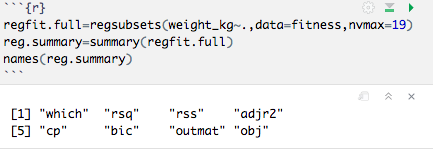 ```{r}
regfit.full=regsubsets(weight_kg~.,data=fitness,nvmax=19)
reg.summary=summary(regfit.full)
names(reg.summary)
```
[1] "which" "rsq" "rss" "adjr2"
[5] "cp" "bic" "outmat" "obj"